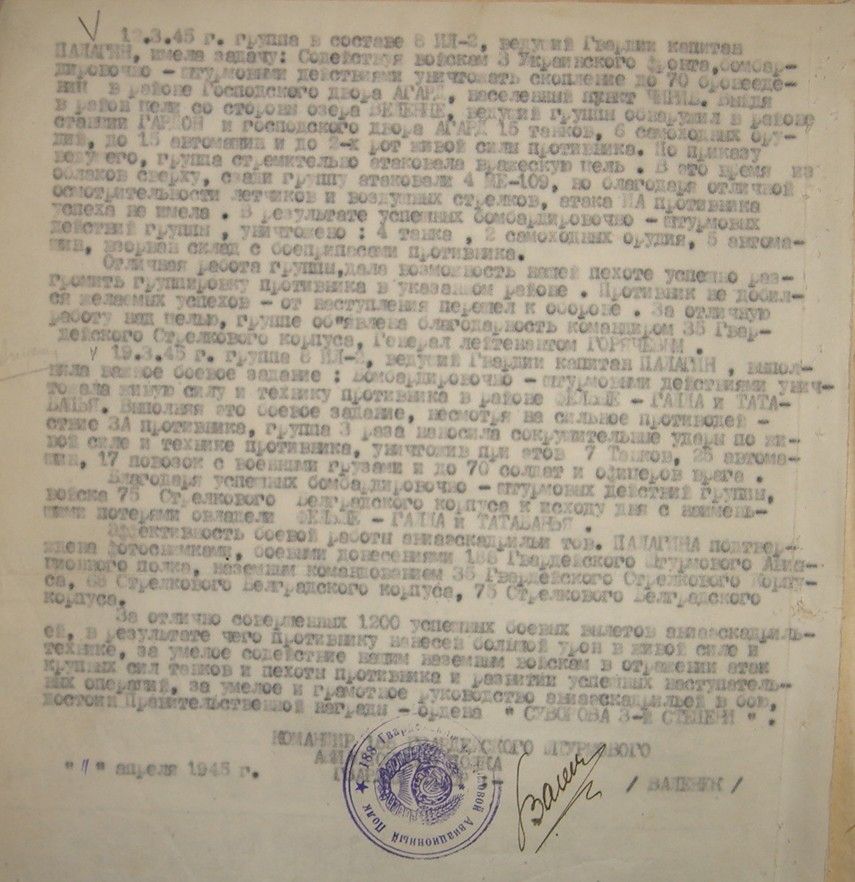 12.3.45 г. группа в составе 8 ИЛ-2, ведущий Гвардии капитан
ПАЛАГИН, имела задачу: Содействуя войскам 3 Украинского фронта,бомбар-
дировочно - штурмовыми действиями уничтожать скопление до 70 бронееде-
ний в районе Господского двора АГАРД, населенный пункт Выйдя
в район цели со стороны озера ВЕЛЕНЦЕ, ведущий группы обнаружил в районе
станции ГАРДОН и господского двора АГАРД 15 танков, 6 самоходных ору-
дий, до 15 автомашин и до 2-х рот живой силы противника. По приказу
ведущего, группа стремительно атаковала вражескую цель . В это время из
облаков сверху, сзади группу атаковали 4 МЕ-109, но благодаря отличной
осмотрительности летчиков и воздушных стрелков, атака ИА противника
успеха не имела . В результате успешных бомбардировочно - штурмовых
действий группы , уничтожено : 4 танка , 2 самоходных орудия, 5 автома-
шин, взорван склад с боеприпасами противника.
Отличная работа группы,дала возможность нашей пехоте успешно раз-
громить группировку противника в указанном районе . Противник не добил-
ся желаемых успехов - от наступления перешел к обороне . За отличную
работу над целью, группе об"явлена благодарность командиром 35 Гвар-
дейского Стрелкового корпуса, Генерал лейтенантом ГОРЯЧЕВЫМ .
19.3.45 г. группа 8 ИЛ-2, ведущий Гвардии капитан ПАЛАГИН , выпол-
нила важное боевое задание : Бомбардировочно - штурмовыми действиями унич-
тожала живую силу и технику противника в районе ФЕЛЬШЕ - ГАЛЛА и ТАТА-
БАНЬЯ. Выполняя это боевое задание, несмотря на сильное противодей -
ствие ЗА противника, группа 3 раза наносила сокрушительные удары по жи-
вой силе и технике противника, уничтожив при этом 7 Танков, 25 автома-
шин, 17 повозок с военными грузами и до 70 солдат и офицеров врага .
Благодаря успешных бомбардировочно - штурмовых действий группы,
войска 75 Стрелкового Белградского корпуса к исходу дня с наимень-
шими потерями овладели ФЕЛЬШЕ - ГАЛЛА и ТАТАБАНЬЯ .
Эффективность боевой работы авиаэскадрильи тов. ПАЛАГИНА подтвер-
ждена фотоснимками, боевыми донесениями 188 Гвардейского Штурмового Авиа-
ционного полка, наземным командованием 35 Гвардейского Стрелкового Корпу-
са, 68 Стрелкового Белградского корпуса, 75 Стрелкового Белградского
корпуса.
За отлично совершенных 1200 успешных боевых вылетов авиаэскадриль-
ей, в результате чего противнику нанесен большой урон в живой силе и
технике, за умелое содействие нашим наземным войскам в отражении атак
крупных сил танков и пехоты противника и развитии успешных наступатель-
ных операций, за умелое и грамотное руководство авиаэскадрильей в бою,
достоин Правительственной награды - ордена " СУВОРОВА 3-Й СТЕПЕНИ " .
КОМАНДИР 188 ГВАРДЕЙСКОГО ШТУРМОВОГО
ПОЛКА
" 11 " апреля 1945 г. / ВАЛЕНИК /
188 Авиационный Полк